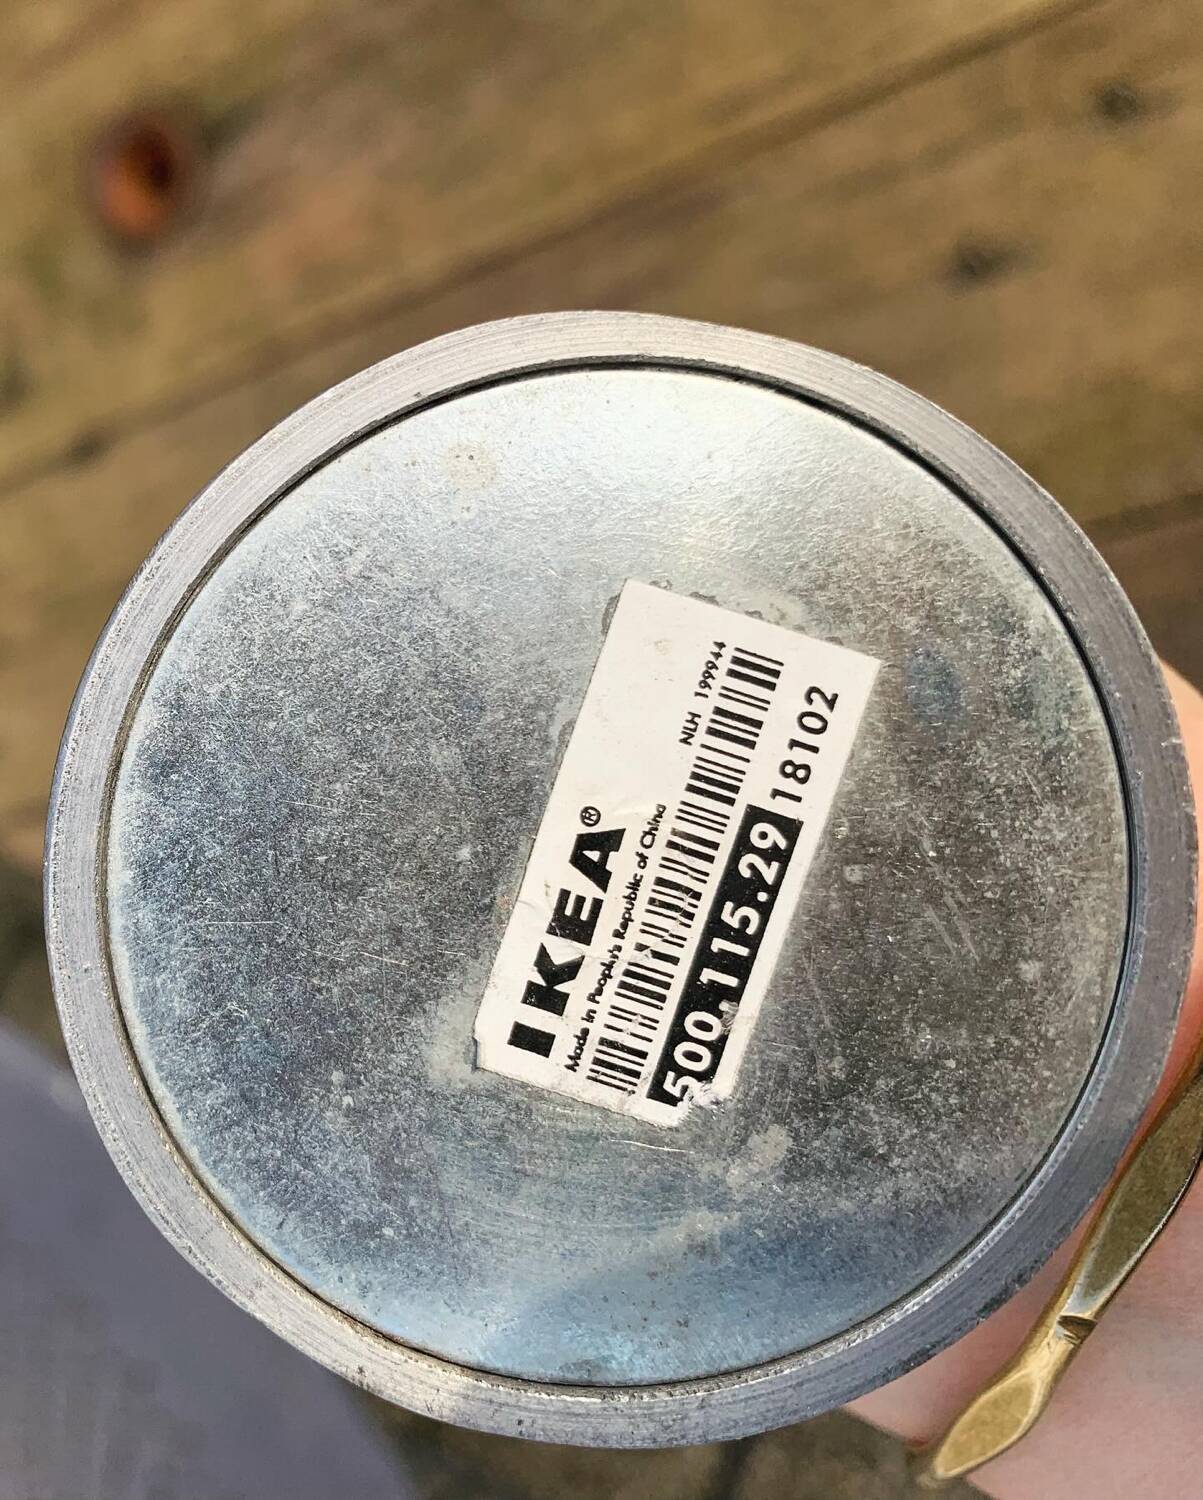 IKEA®
Made in People's Republic of China
NLH 199944
500.115.29 18102